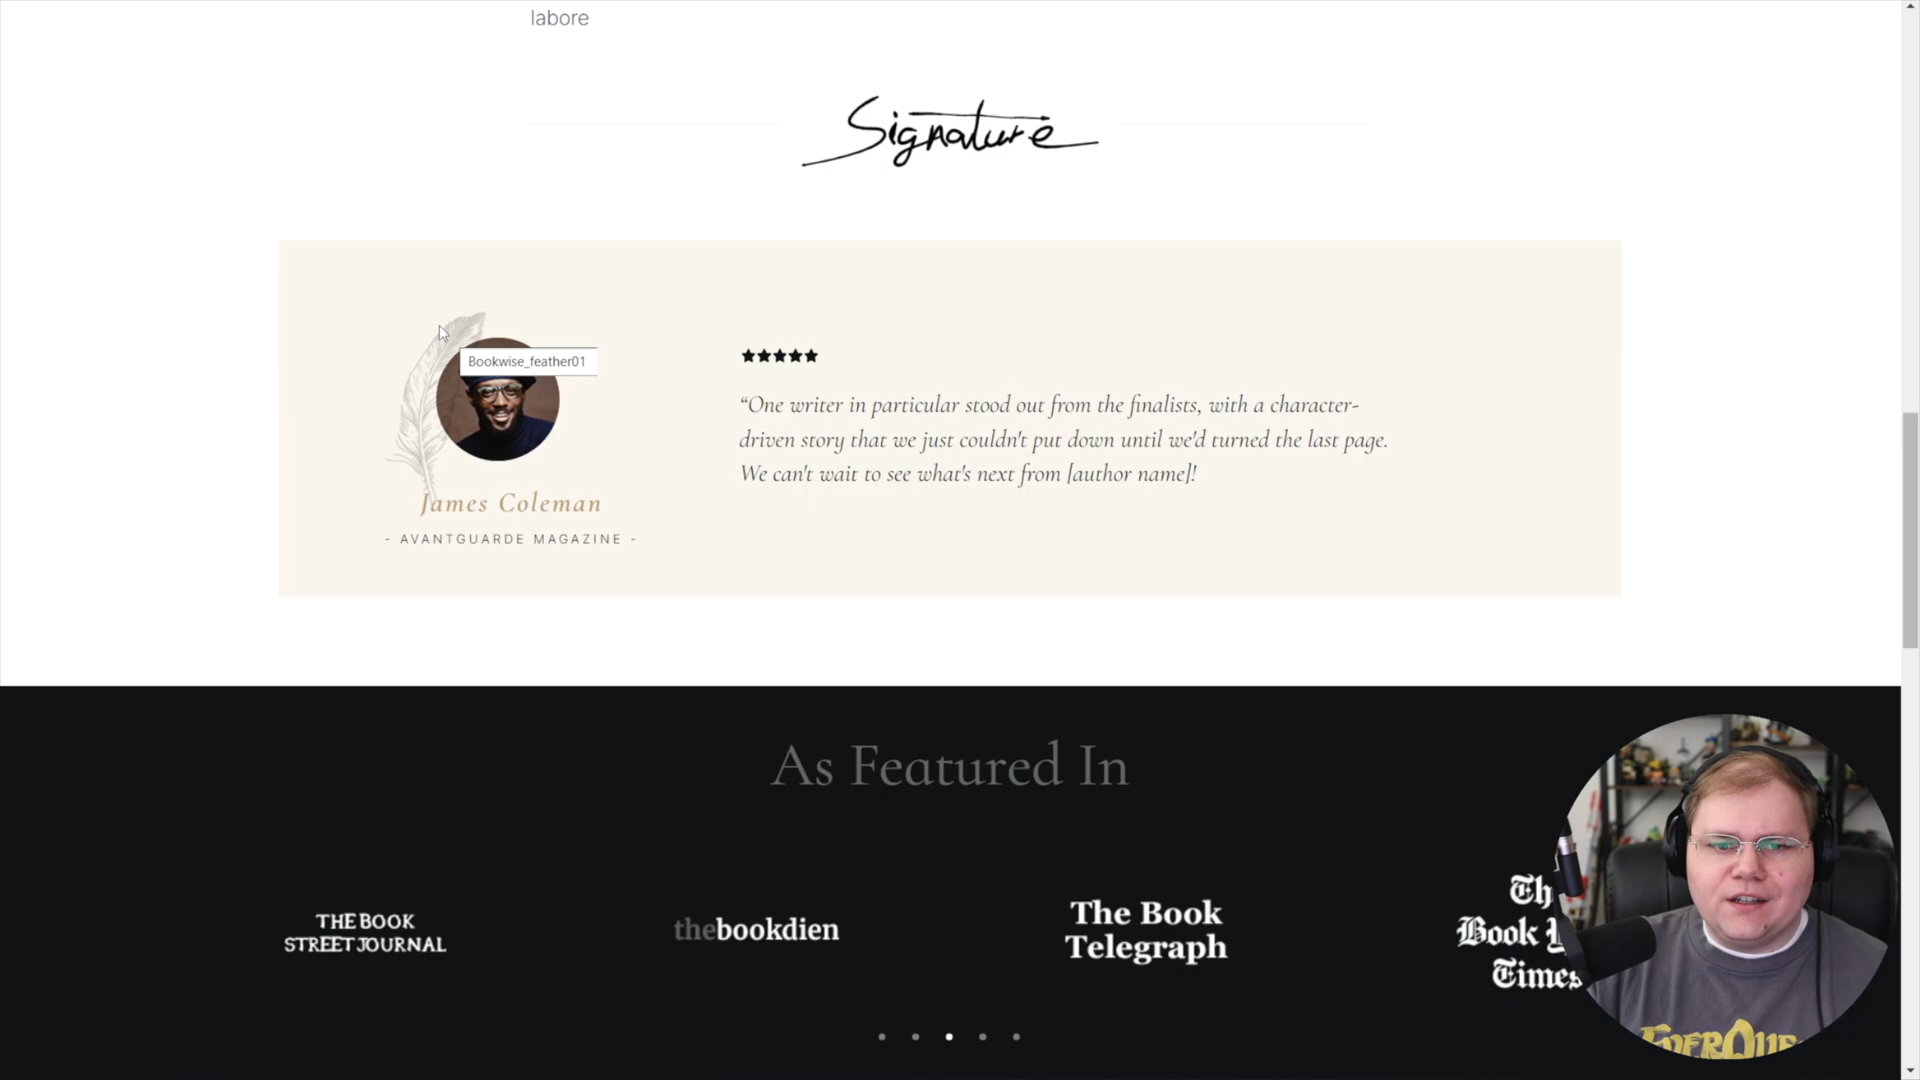 labore
Signature
Bookwise_feather01
“One writer in particular stood out from the finalists, with a character-
driven story that we just couldn't put down until we'd turned the last page.
We can't wait to see what's next from [author name]!
James Coleman
- AVANTGUARDE MAGAZINE -
As Featured In
THE BOOK
STREET JOURNAL
thebookdien
The Book
Telegraph
Book
Times